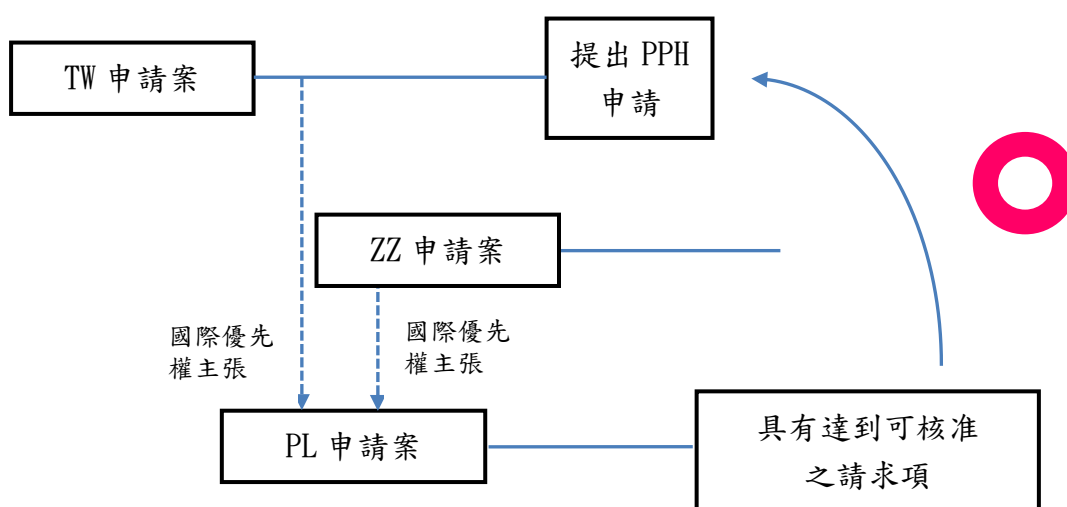 TW 申請案
提出 PPH
申請
ZZ 申請案
國際優先
權主張
國際優先
權主張
PL 申請案
具有達到可核准
之請求項